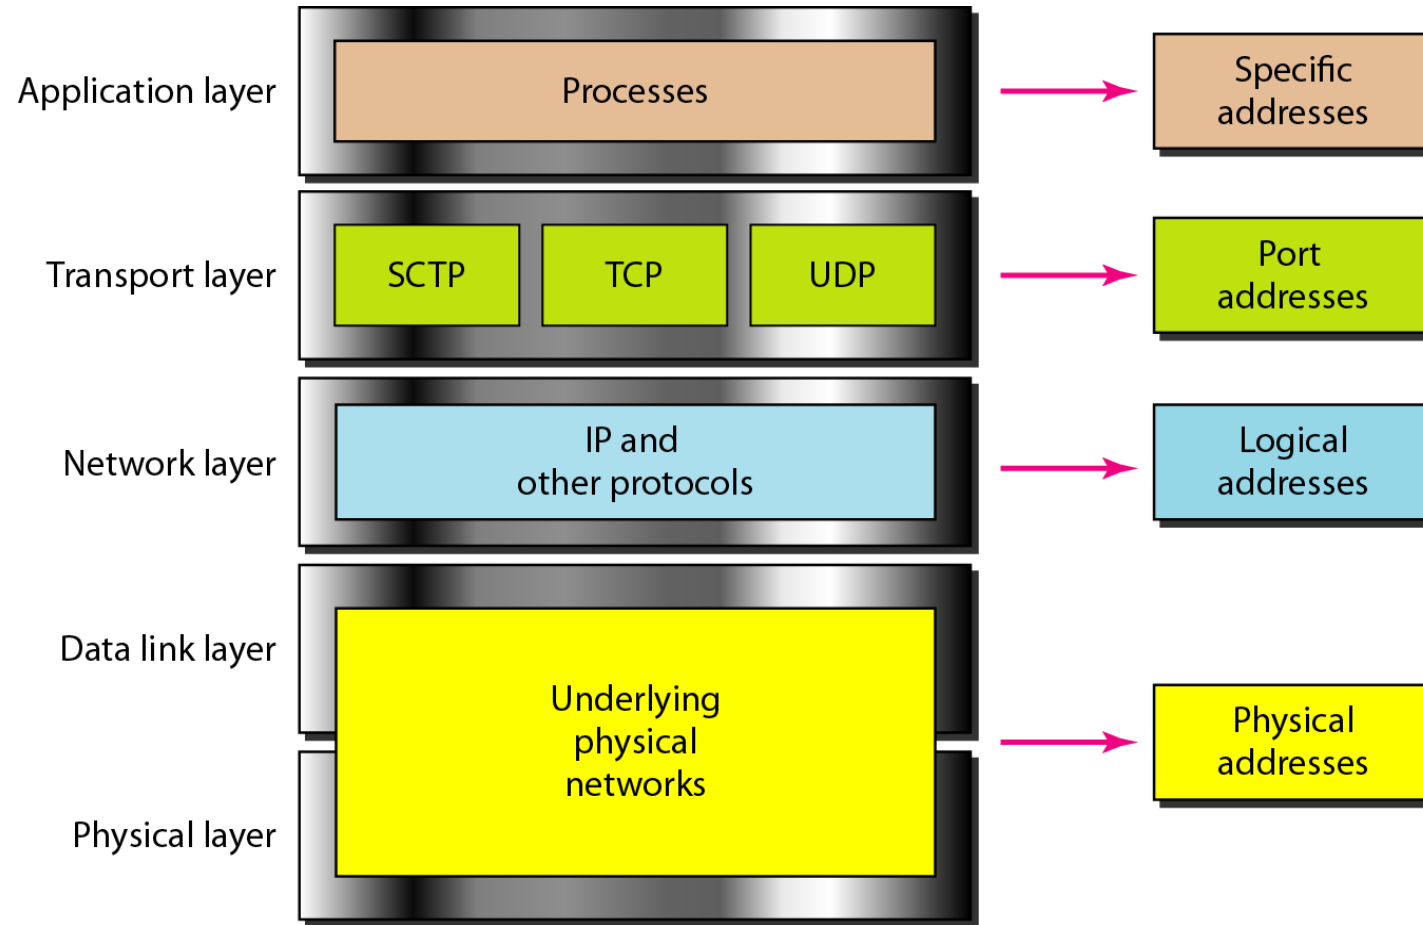 Application layer
Processes
Specific
addresses
Transport layer
SCTP
TCP
UDP
Port
addresses
Network layer
IP and
other protocols
Logical
addresses
Data link layer
Underlying
physical
networks
Physical
addresses
Physical layer